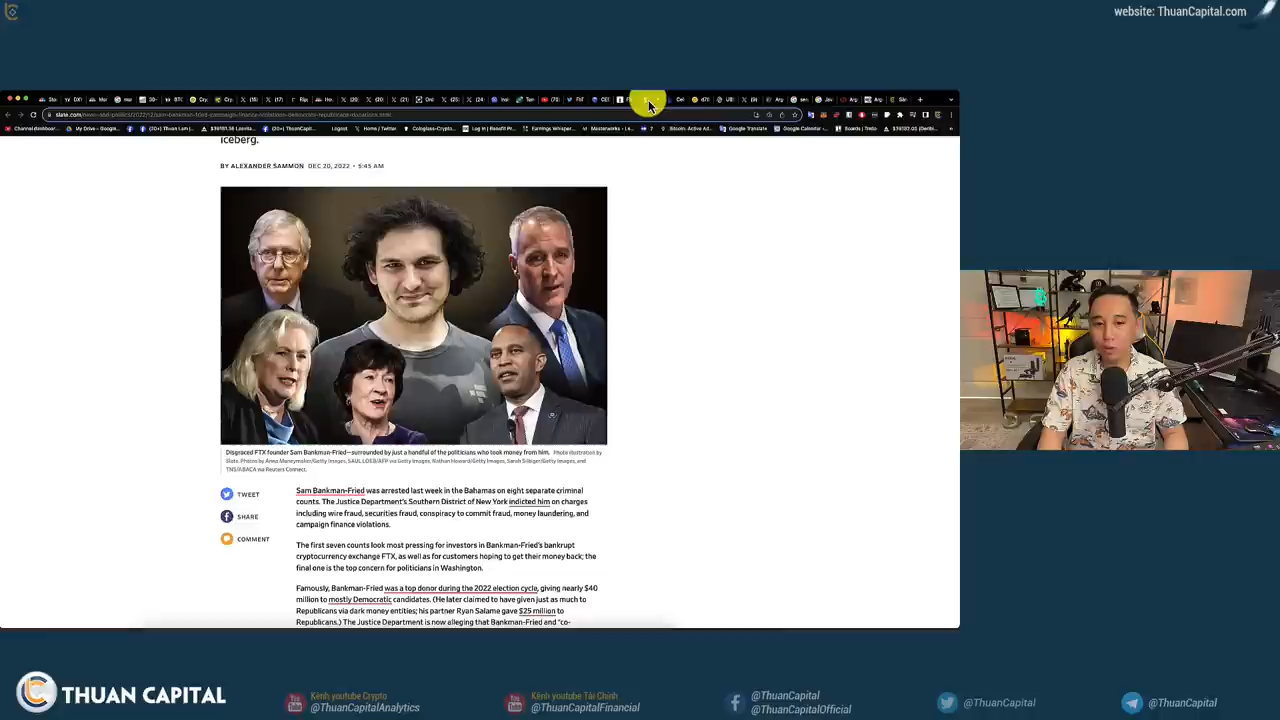 website: ThuanCapital.com
iceberg.
BY ALEXANDER SAMMON DEC 20, 2022 • 5:45 AM
Disgraced FTX founder Sam Bankman-Fried—surrounded by just a handful of the politicians who took money from him. Photo illustration by
Slate. Photos by Anna Moneymaker/Getty Images, SAUL LOEB/AFP via Getty Images, Nathan Howard/Getty Images, Sarah Silbiger/Getty Images, and
TNS/ABACA via Reuters Connect.
TWEET
SHARE
COMMENT
Sam Bankman-Fried was arrested last week in the Bahamas on eight separate criminal
counts. The Justice Department's Southern District of New York indicted him on charges
including wire fraud, securities fraud, conspiracy to commit fraud, money laundering, and
campaign finance violations.
The first seven counts look most pressing for investors in Bankman-Fried's bankrupt
cryptocurrency exchange FTX, as well as for customers hoping to get their money back; the
final one is the top concern for politicians in Washington.
Famously, Bankman-Fried was a top donor during the 2022 election cycle, giving nearly $40
million to mostly Democratic candidates. (He later claimed to have given just as much to
Republicans via dark money entities; his partner Ryan Salame gave $25 million to
Republicans.) The Justice Department is now alleging that Bankman-Fried and "co-
THUAN CAPITAL
Kênh youtube Crypto
@ThuanCapitalAnalytics
Kênh youtube Tài Chính
@ThuanCapitalFinancial
@ThuanCapital
@ThuanCapitalOfficial
@ThuanCapital
@ThuanCapital